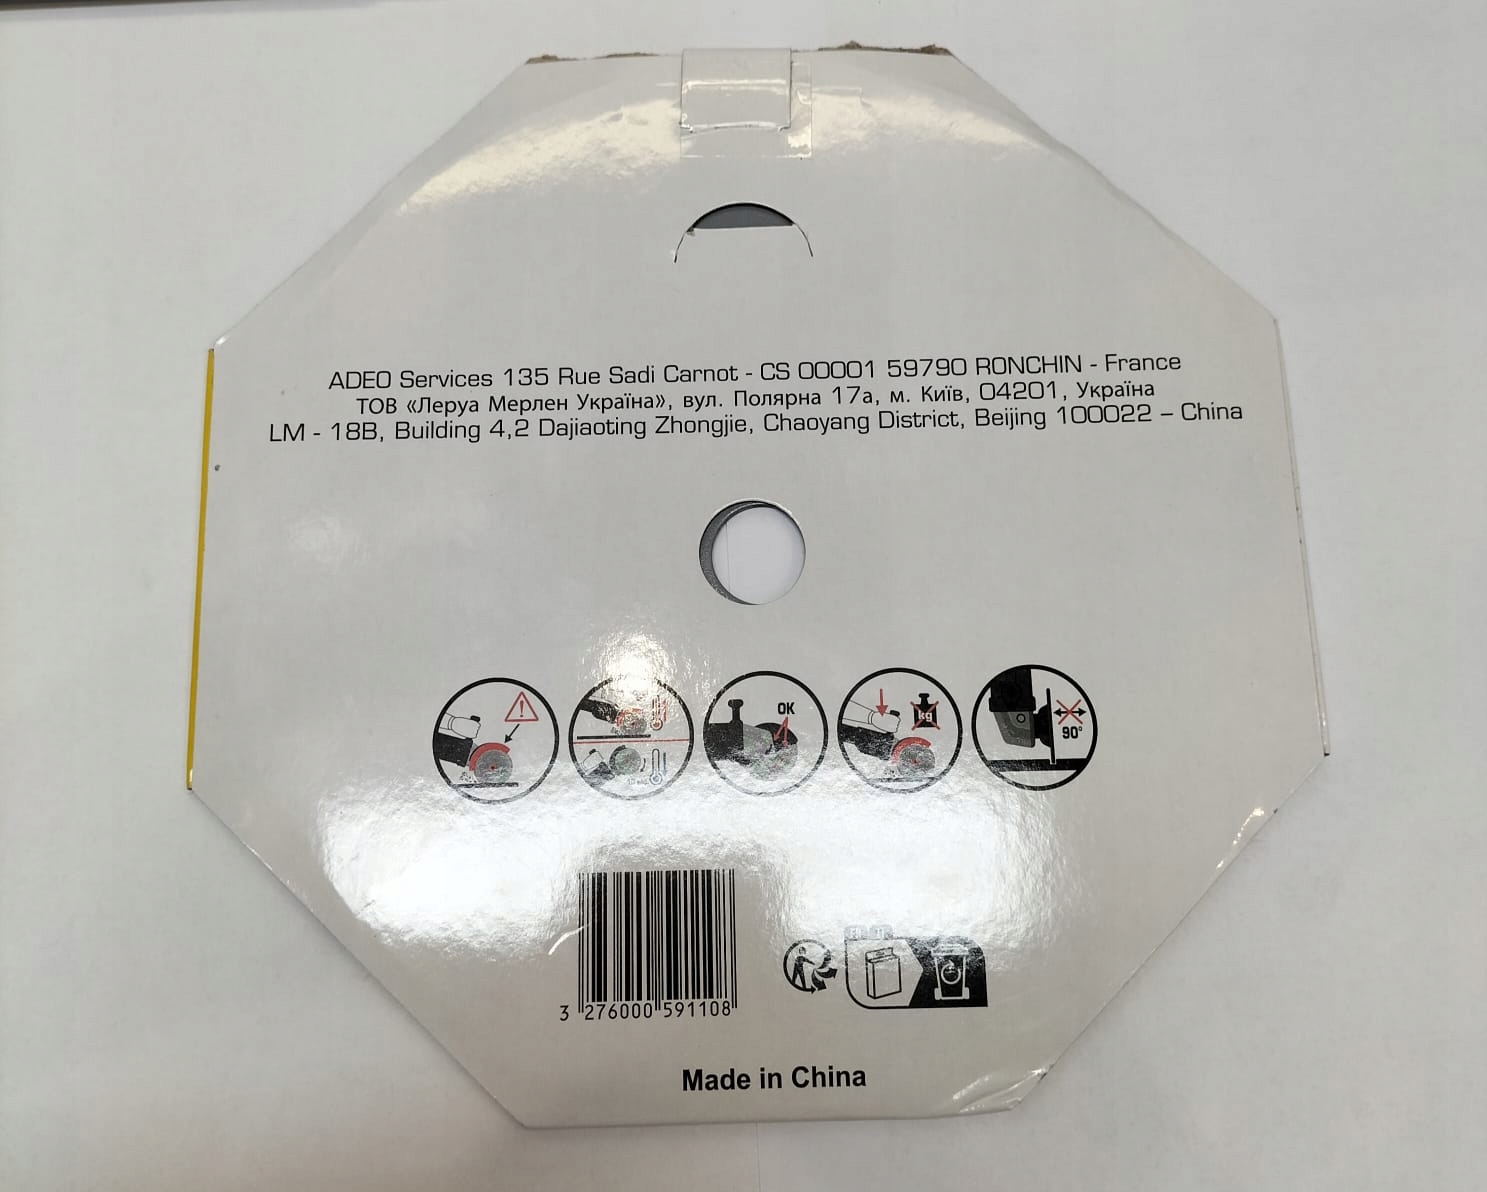 ADEO Services 135 Rue Sadi Carnot - CS 00001 59790 RONCHIN - France
ТОВ «Леруа Мерлен Україна», вул. Полярна 17а, м. Київ, 04201, Україна
LM - 18B, Building 4,2 Dajiaoting Zhongjie, Chaoyang District, Beijing 100022 – China
OK
kg
90°
3 276000 591108
Made in China